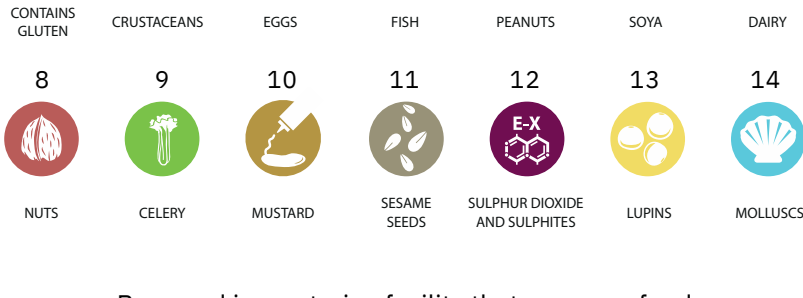 CONTAINS
GLUTEN
CRUSTACEANS
EGGS
FISH
PEANUTS
SOYA
DAIRY
8 9 10 11 12 13 14
E-X
NUTS
CELERY
MUSTARD
SESAME
SEEDS
SULPHUR DIOXIDE
AND SULPHITES
LUPINS
MOLLUSCS